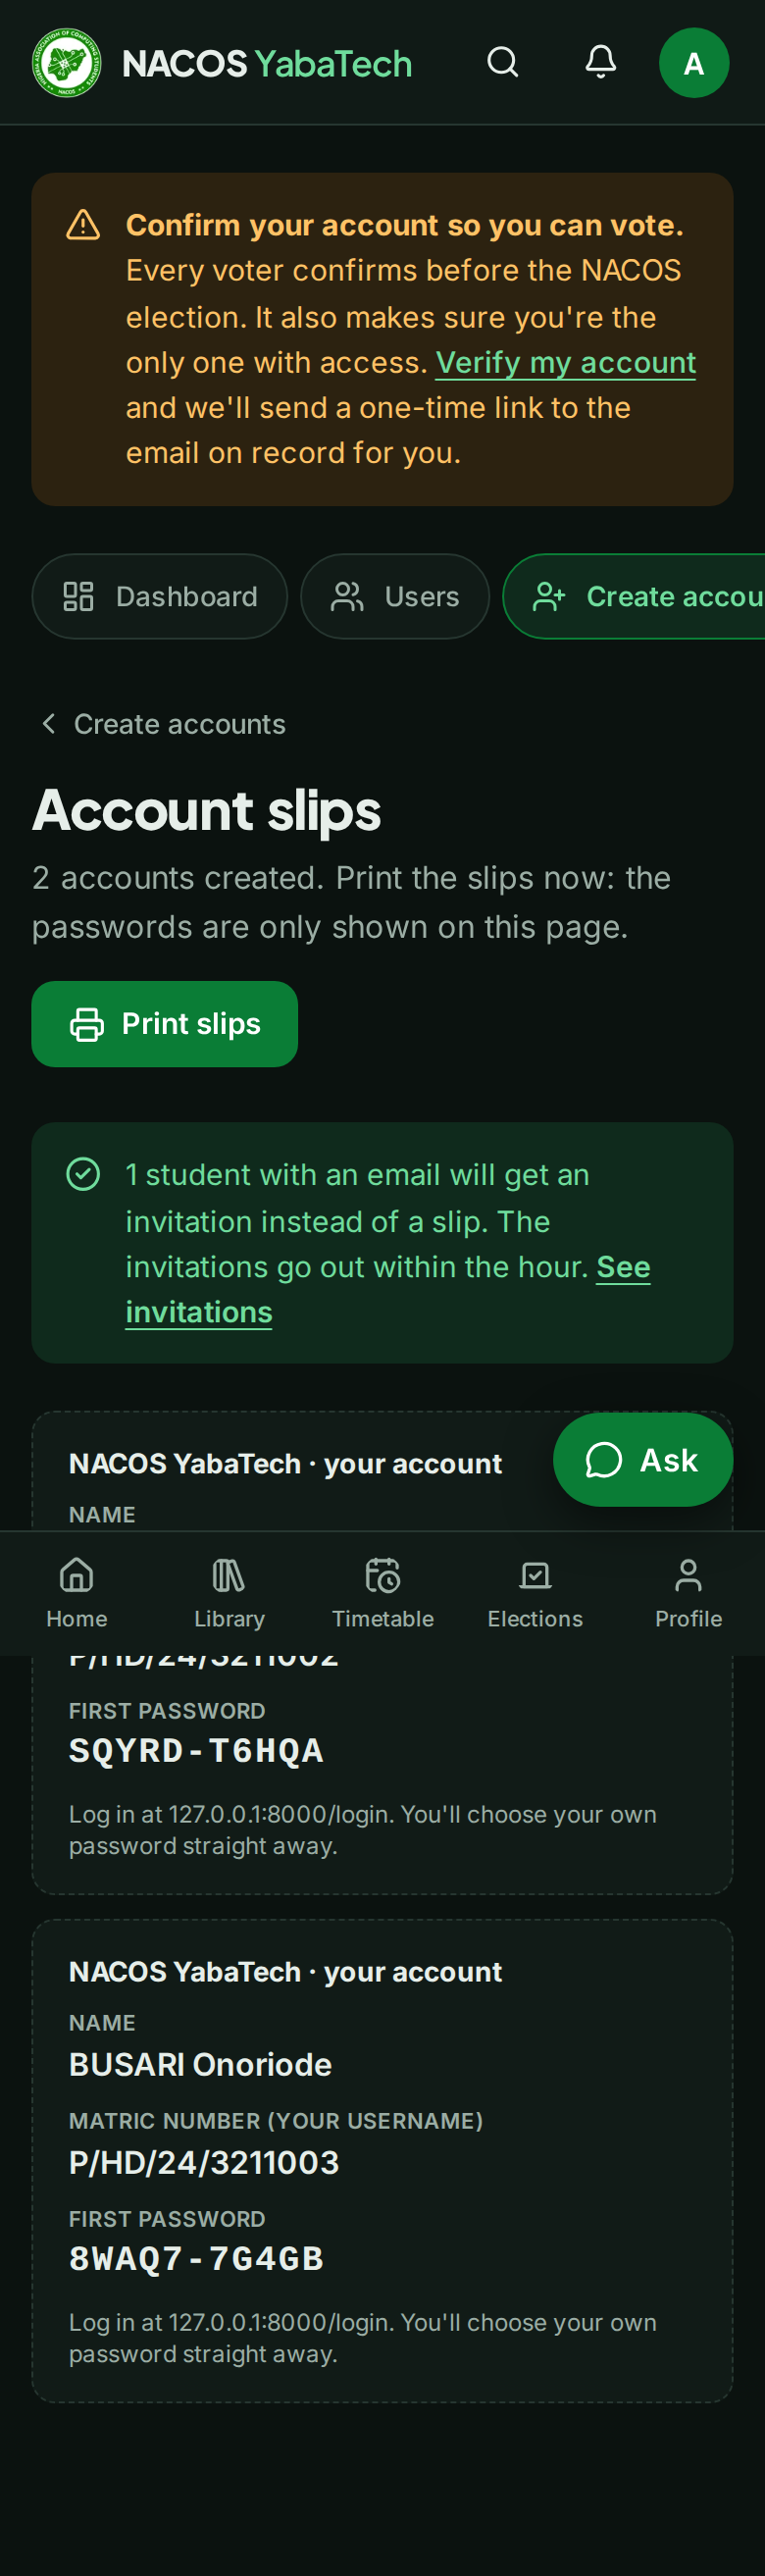 NACOS YabaTech
A
Confirm your account so you can vote.
Every voter confirms before the NACOS
election. It also makes sure you're the
only one with access. Verify my account
and we'll send a one-time link to the
email on record for you.
Dashboard
Users
Create accou
Create accounts
Account slips
2 accounts created. Print the slips now: the
passwords are only shown on this page.
Print slips
1 student with an email will get an
invitation instead of a slip. The
invitations go out within the hour. See
invitations
NACOS YabaTech · your account
Ask
NAME
Home
Library
Timetable
Elections
Profile
P/HD/24/3211002
FIRST PASSWORD
SQYRD-T6HQA
Log in at 127.0.0.1:8000/login. You'll choose your own
password straight away.
NACOS YabaTech · your account
NAME
BUSARI Onoriode
MATRIC NUMBER (YOUR USERNAME)
P/HD/24/3211003
FIRST PASSWORD
8WAQ7-7G4GB
Log in at 127.0.0.1:8000/login. You'll choose your own
password straight away.